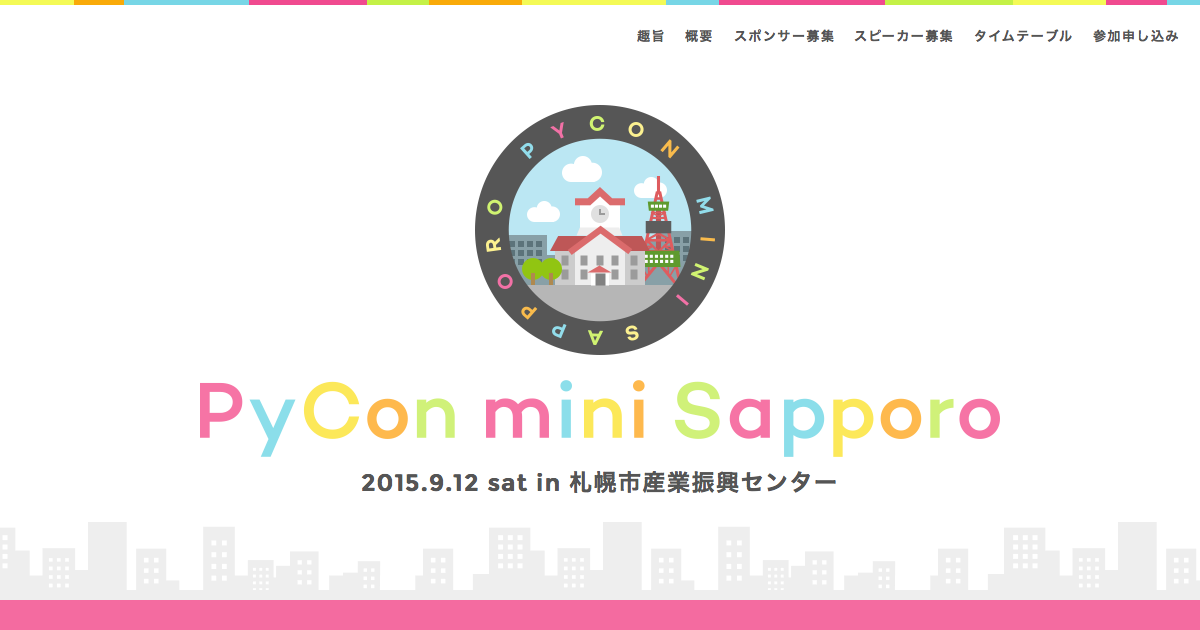 趣旨 概要 スポンサー募集 スピーカー募集 タイムテーブル 参加申し込み
PYCON MINI SAPPORO
PyCon mini Sapporo
2015.9.12 sat in 札幌市産業振興センター